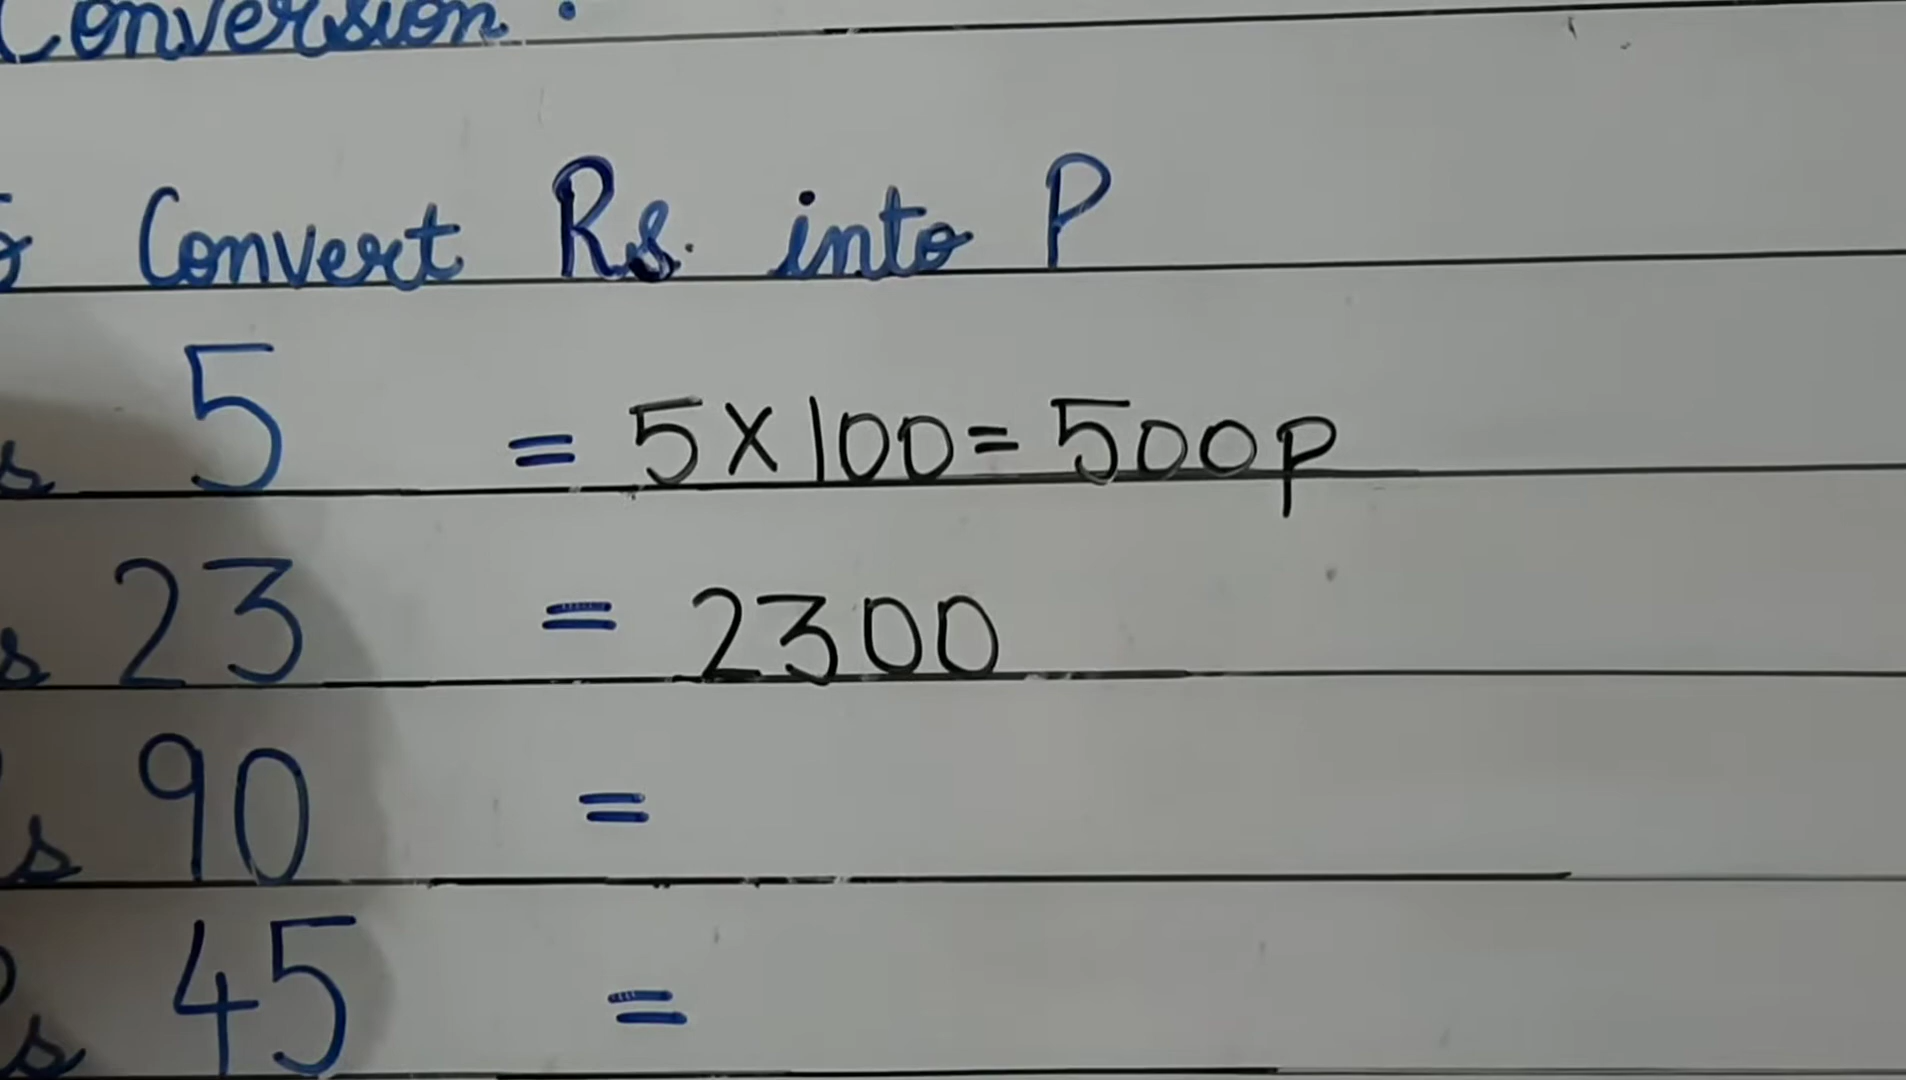 Conversion:
Convert Rs. into P
s 5 = 5×100=500p
s 23 = 2300
s 90 =
s 45 =